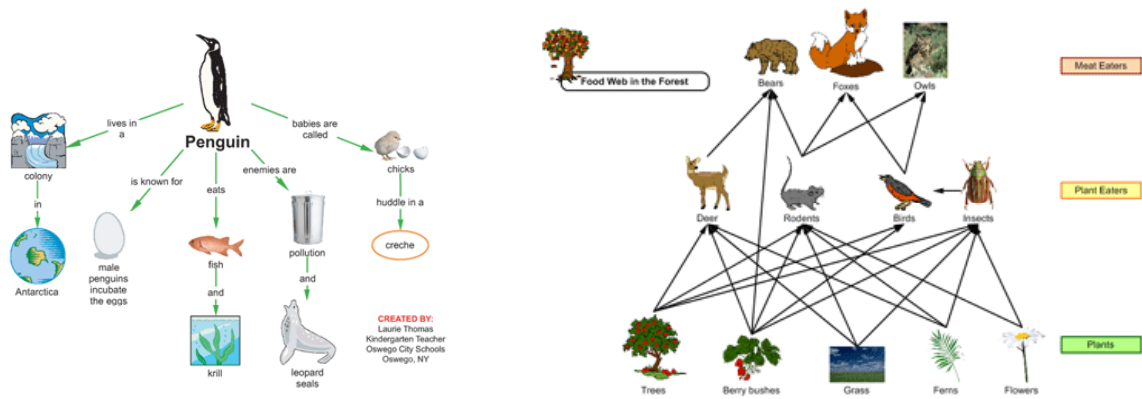 lives in
a
babies are
called
Penguin
colony
chicks
is known for
eats
enemies are
in
huddle in a
creche
Antarctica
male
penguins
incubate
the eggs
fish
pollution
and
and
krill
leopard
seals
CREATED BY:
Laurie Thomas
Kindergarten Teacher
Oswego City Schools
Oswego, NY
Food Web in the Forest
Bears
Foxes
Owls
Meat Eaters
Deer
Rodents
Birds
Insects
Plant Eaters
Trees
Berry bushes
Grass
Ferns
Flowers
Plants